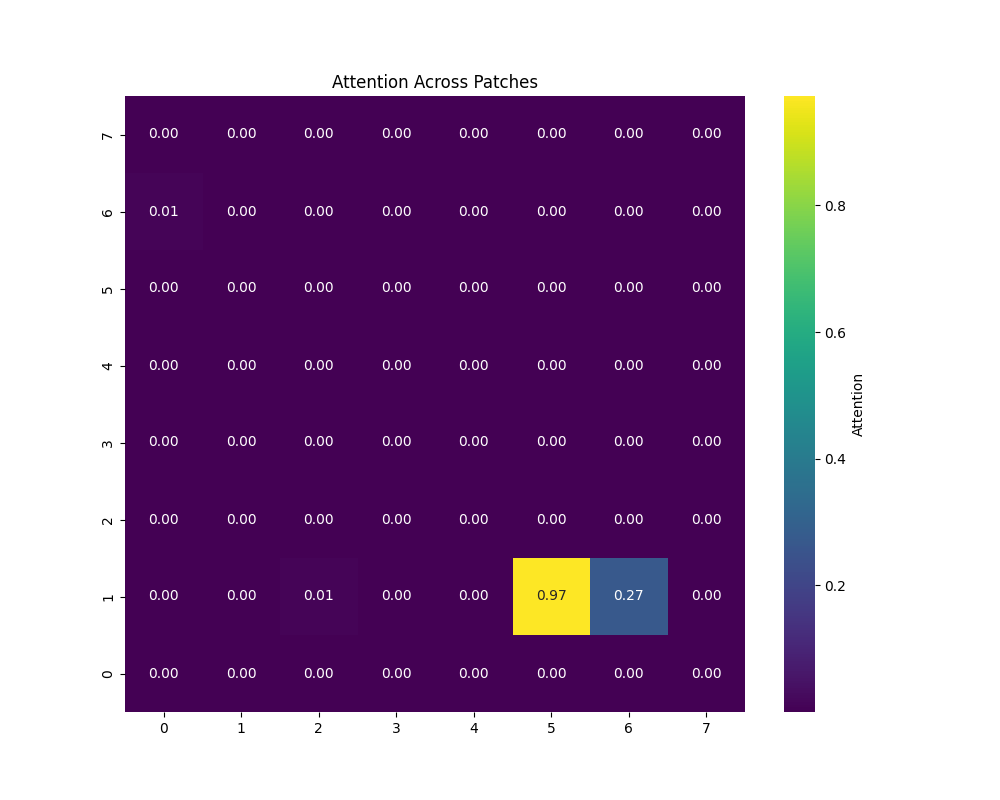 Attention Across Patches
7 0.00 0.00 0.00 0.00 0.00 0.00 0.00 0.00
6 0.01 0.00 0.00 0.00 0.00 0.00 0.00 0.00
5 0.00 0.00 0.00 0.00 0.00 0.00 0.00 0.00
4 0.00 0.00 0.00 0.00 0.00 0.00 0.00 0.00
3 0.00 0.00 0.00 0.00 0.00 0.00 0.00 0.00
2 0.00 0.00 0.00 0.00 0.00 0.00 0.00 0.00
1 0.00 0.00 0.01 0.00 0.00 0.97 0.27 0.00
0 0.00 0.00 0.00 0.00 0.00 0.00 0.00 0.00
0 1 2 3 4 5 6 7
0.8
0.6
0.4
0.2
Attention